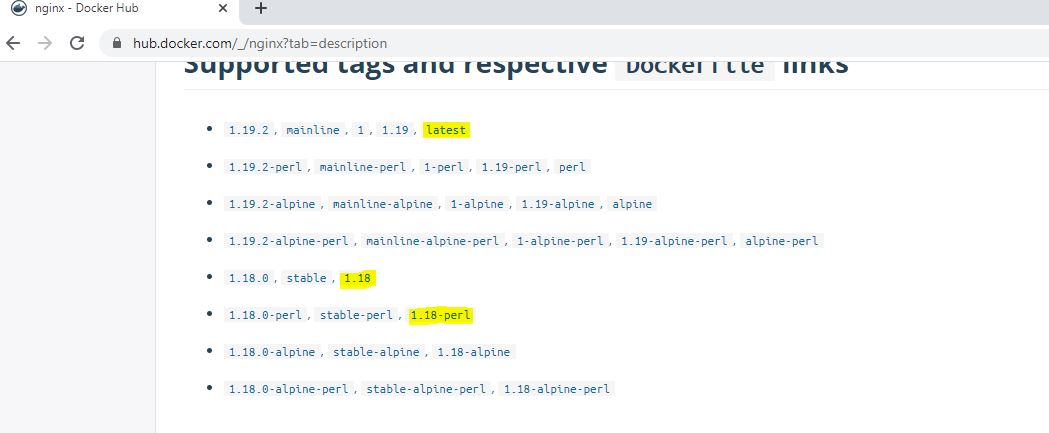 nginx - Docker Hub
hub.docker.com/_/nginx?tab=description
Supported tags and respective Dockerfile links
1.19.2, mainline, 1, 1.19, latest
1.19.2-perl, mainline-perl, 1-perl, 1.19-perl, perl
1.19.2-alpine, mainline-alpine, 1-alpine, 1.19-alpine, alpine
1.19.2-alpine-perl, mainline-alpine-perl, 1-alpine-perl, 1.19-alpine-perl, alpine-perl
1.18.0, stable, 1.18
1.18.0-perl, stable-perl, 1.18-perl
1.18.0-alpine, stable-alpine, 1.18-alpine
1.18.0-alpine-perl, stable-alpine-perl, 1.18-alpine-perl